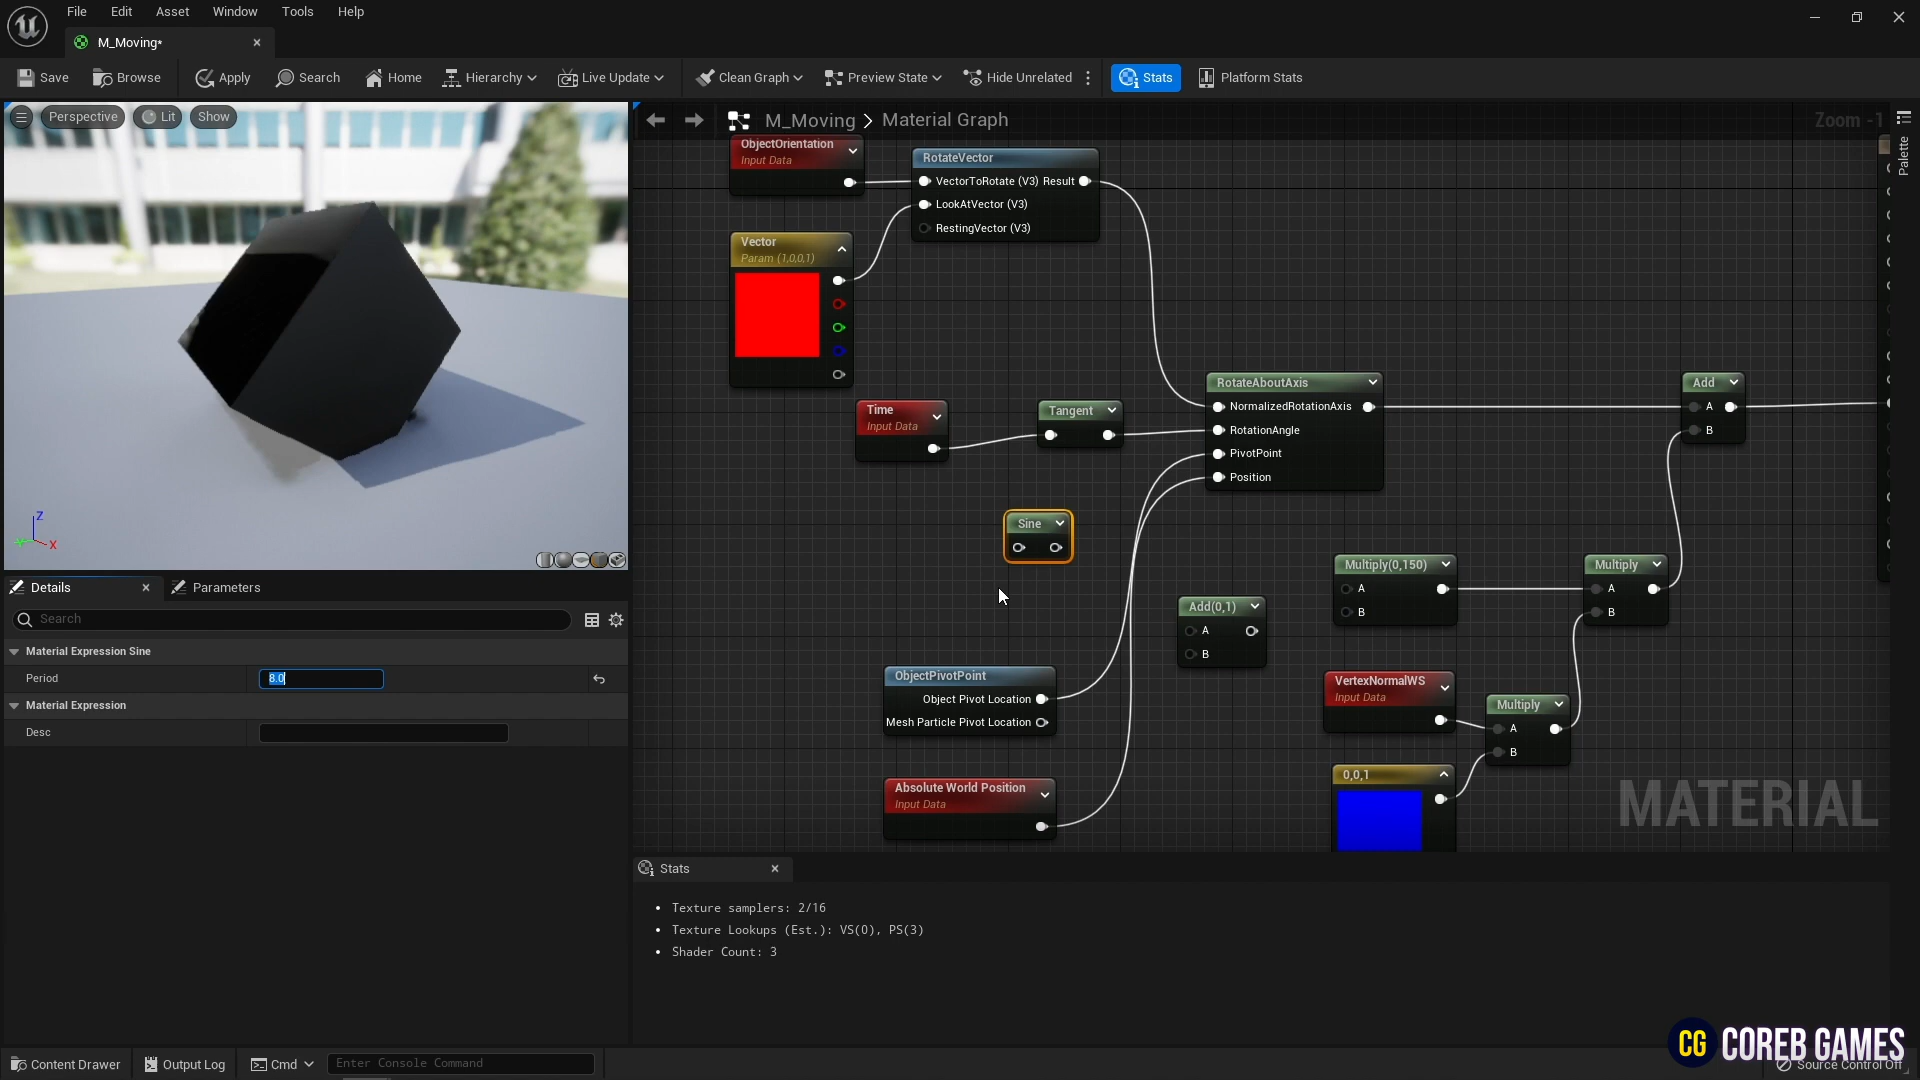 File Edit Asset Window Tools Help
M_Moving*
Save Browse Apply Search Home Hierarchy Live Update Clean Graph Preview State Hide Unrelated Stats Platform Stats
Perspective Lit Show
M_Moving > Material Graph
Zoom -1
Palette
ObjectOrientation
Input Data
RotateVector
VectorToRotate (V3) Result
LookAtVector (V3)
RestingVector (V3)
Vector
Param (1,0,0,1)
Time
Input Data
Tangent
RotateAboutAxis
NormalizedRotationAxis
RotationAngle
PivotPoint
Position
Add
A
B
Sine
Multiply(0,150)
A
B
Multiply
A
B
Add(0,1)
A
B
ObjectPivotPoint
Object Pivot Location
Mesh Particle Pivot Location
VertexNormalWS
Input Data
Multiply
A
B
Absolute World Position
Input Data
0,0,1
MATERIAL
Z
X
Details
Parameters
Search
Material Expression Sine
Period 8.0
Material Expression
Desc
Stats
• Texture samplers: 2/16
• Texture Lookups (Est.): VS(0), PS(3)
• Shader Count: 3
Content Drawer Output Log Cmd Enter Console Command
CG COREB GAMES
Source Control Off